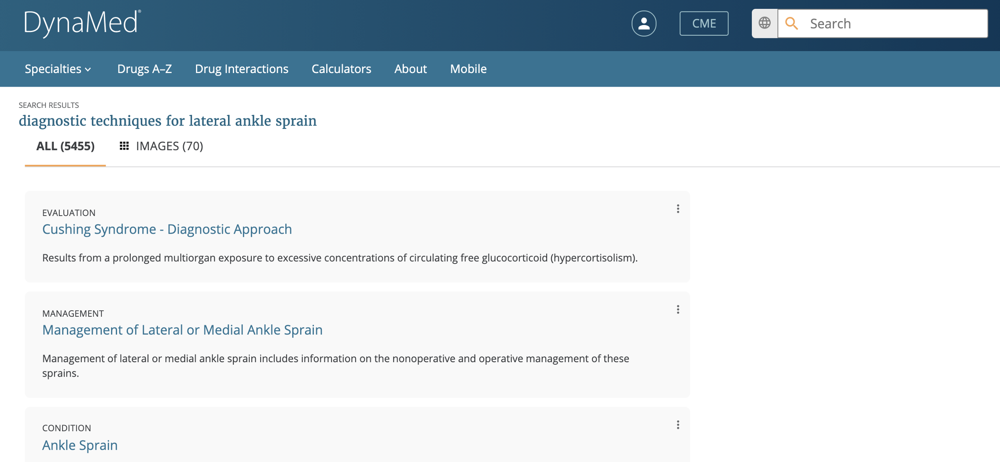 DynaMed®
CME
Search
Specialties
Drugs A–Z
Drug Interactions
Calculators
About
Mobile
SEARCH RESULTS
diagnostic techniques for lateral ankle sprain
ALL (5455)
IMAGES (70)
EVALUATION
Cushing Syndrome - Diagnostic Approach
Results from a prolonged multiorgan exposure to excessive concentrations of circulating free glucocorticoid (hypercortisolism).
MANAGEMENT
Management of Lateral or Medial Ankle Sprain
Management of lateral or medial ankle sprain includes information on the nonoperative and operative management of these
sprains.
CONDITION
Ankle Sprain